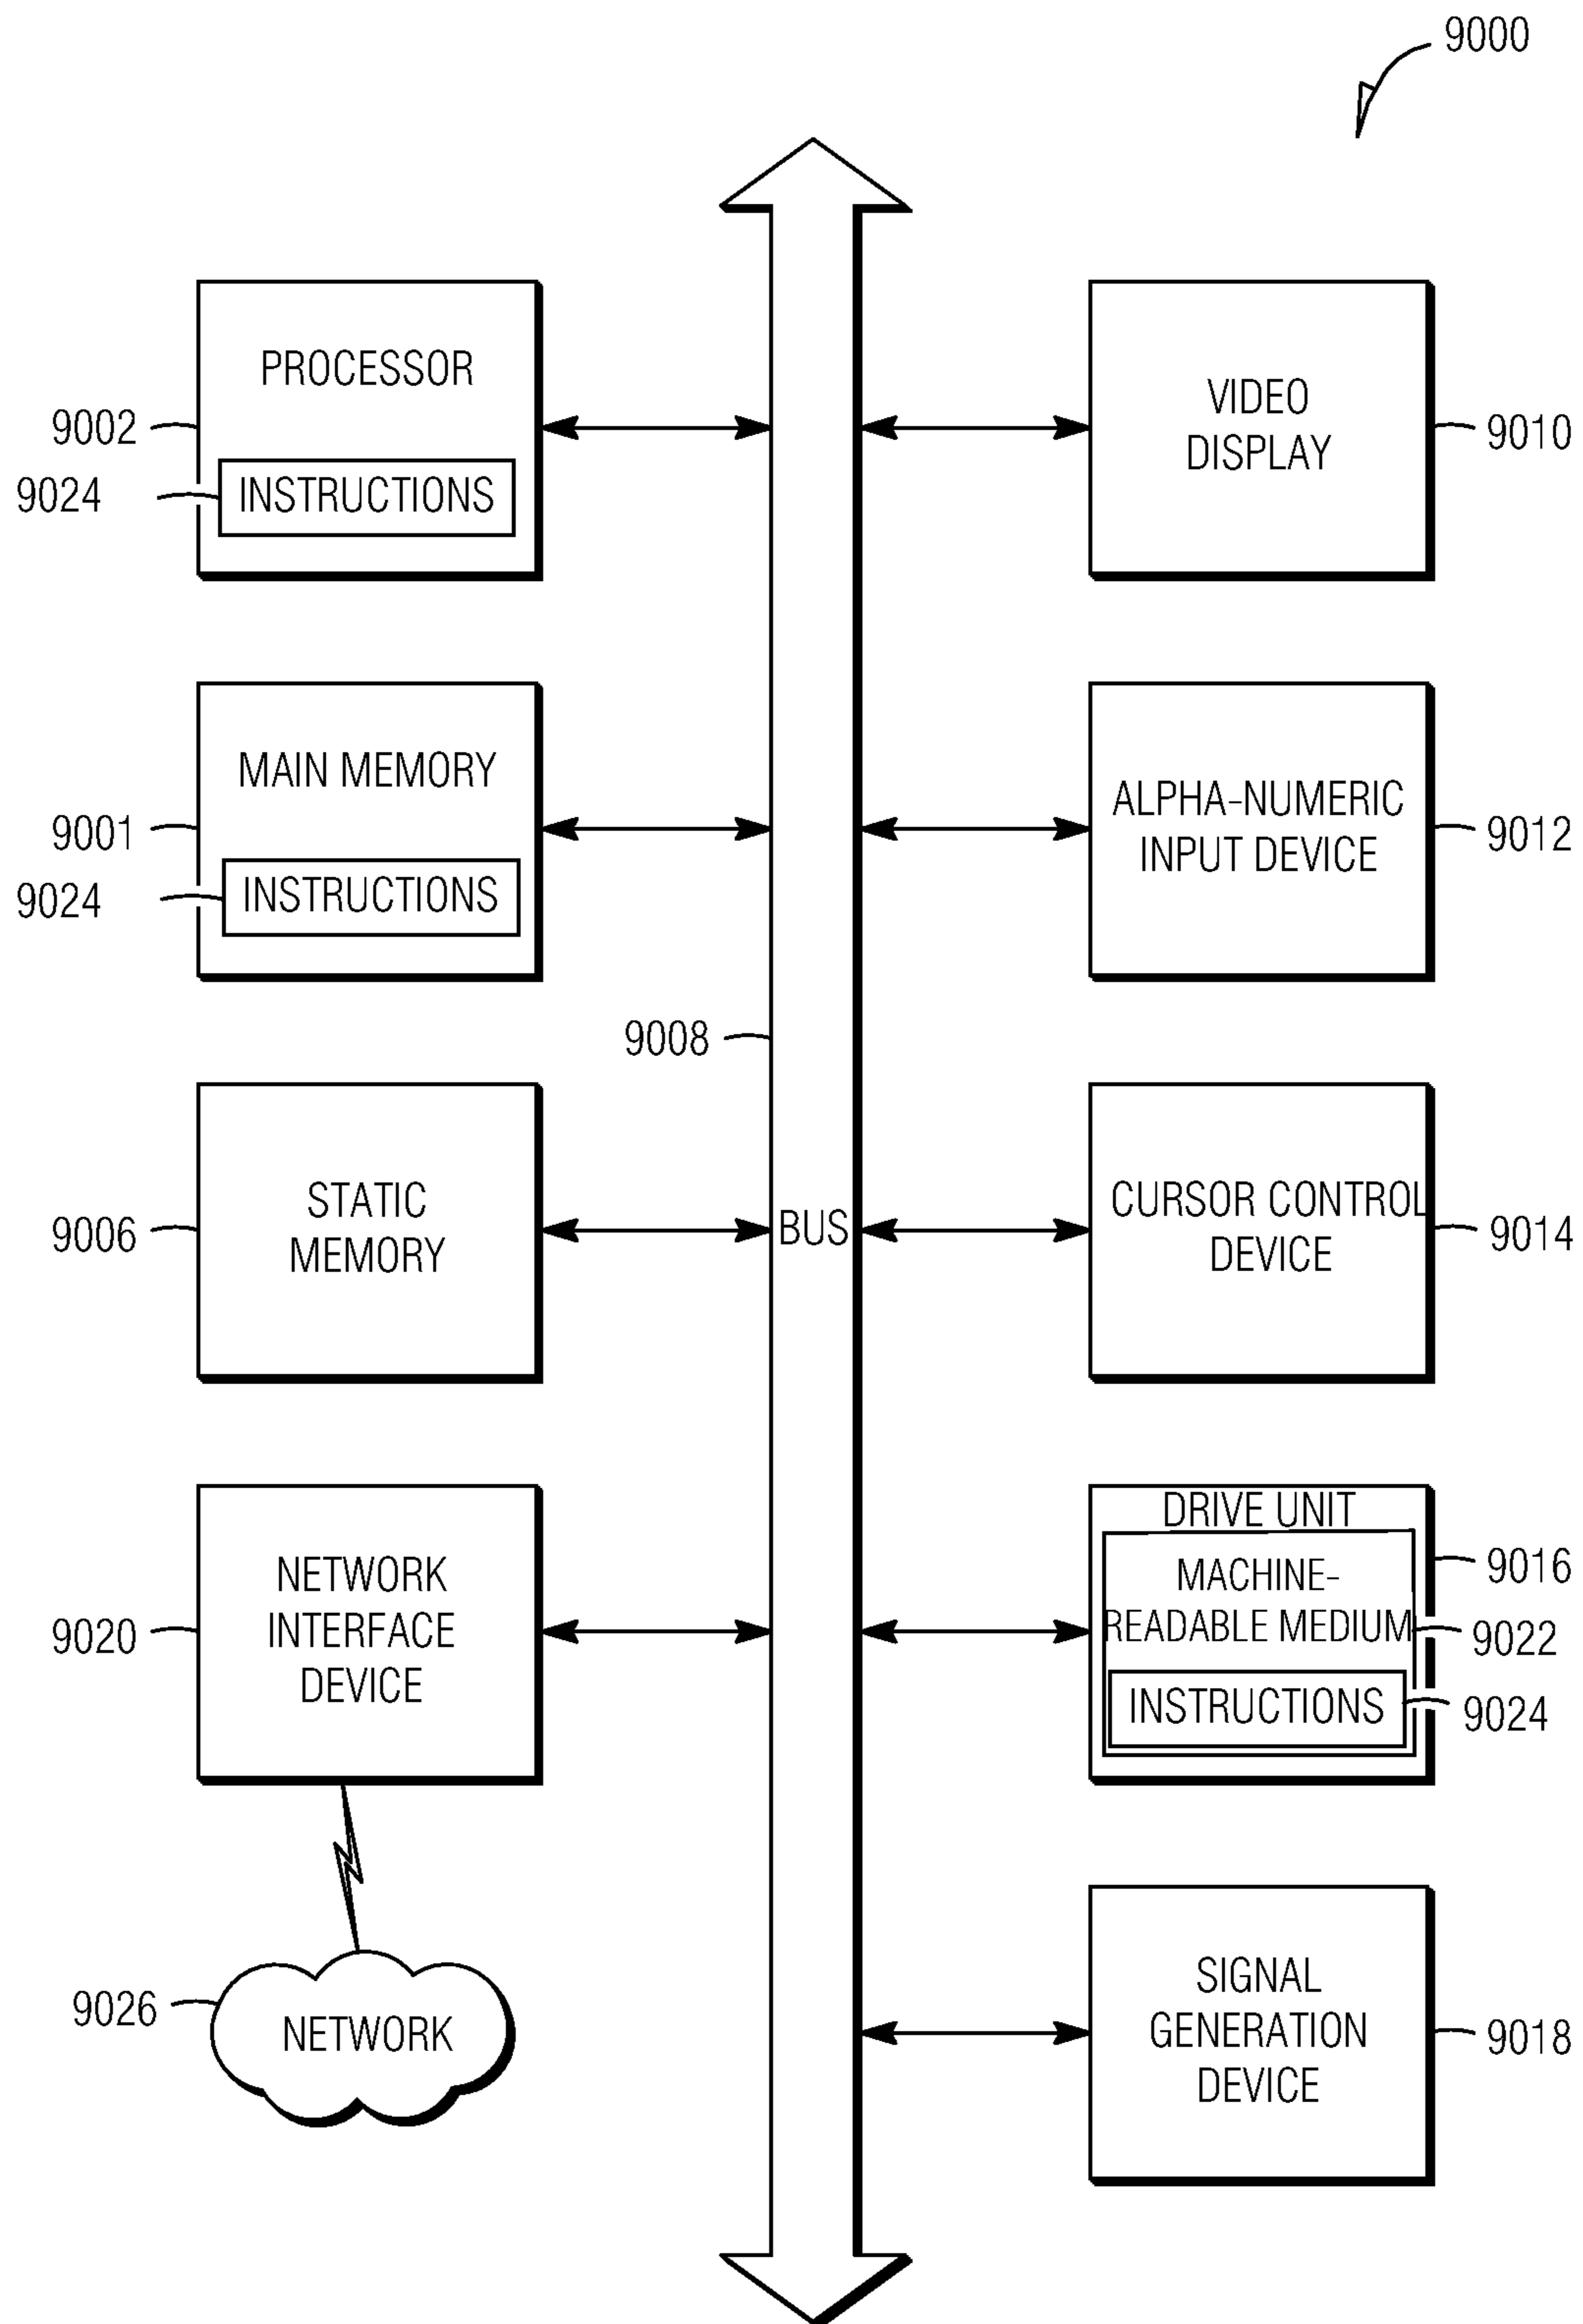 9000
PROCESSOR
9002
9024
INSTRUCTIONS
VIDEO
DISPLAY
9010
MAIN MEMORY
9001
9024
INSTRUCTIONS
ALPHA-NUMERIC
INPUT DEVICE
9012
9008
STATIC
MEMORY
9006
BUS
CURSOR CONTROL
DEVICE
9014
NETWORK
INTERFACE
DEVICE
9020
DRIVE UNIT
9016
MACHINE-
READABLE MEDIUM
9022
INSTRUCTIONS
9024
9026
NETWORK
SIGNAL
GENERATION
DEVICE
9018